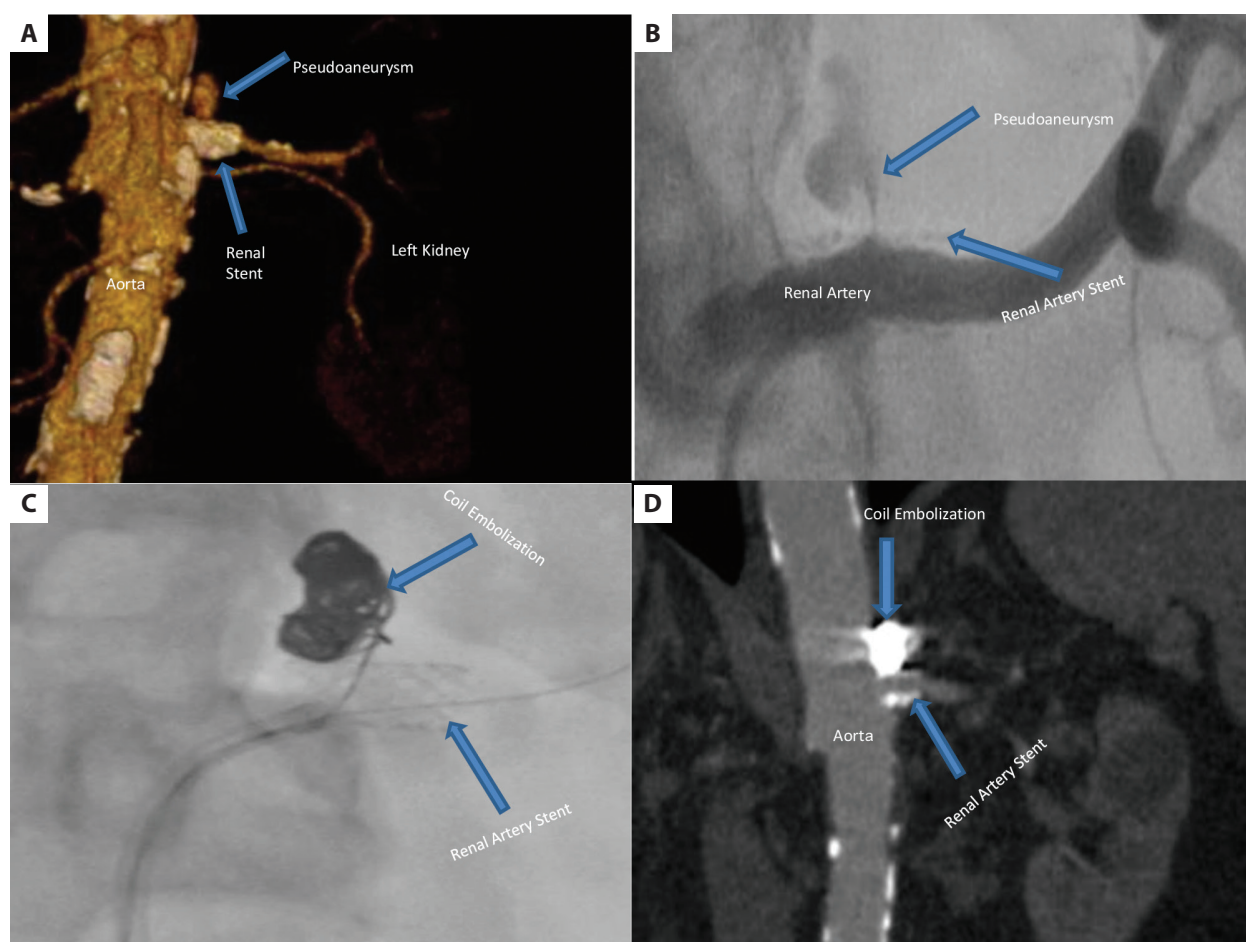 A
Pseudoaneurysm
Renal
Stent
Left Kidney
Aorta
B
Pseudoaneurysm
Renal Artery
Renal Artery Stent
C
Coil Embolization
Renal Artery Stent
D
Coil Embolization
Aorta
Renal Artery Stent